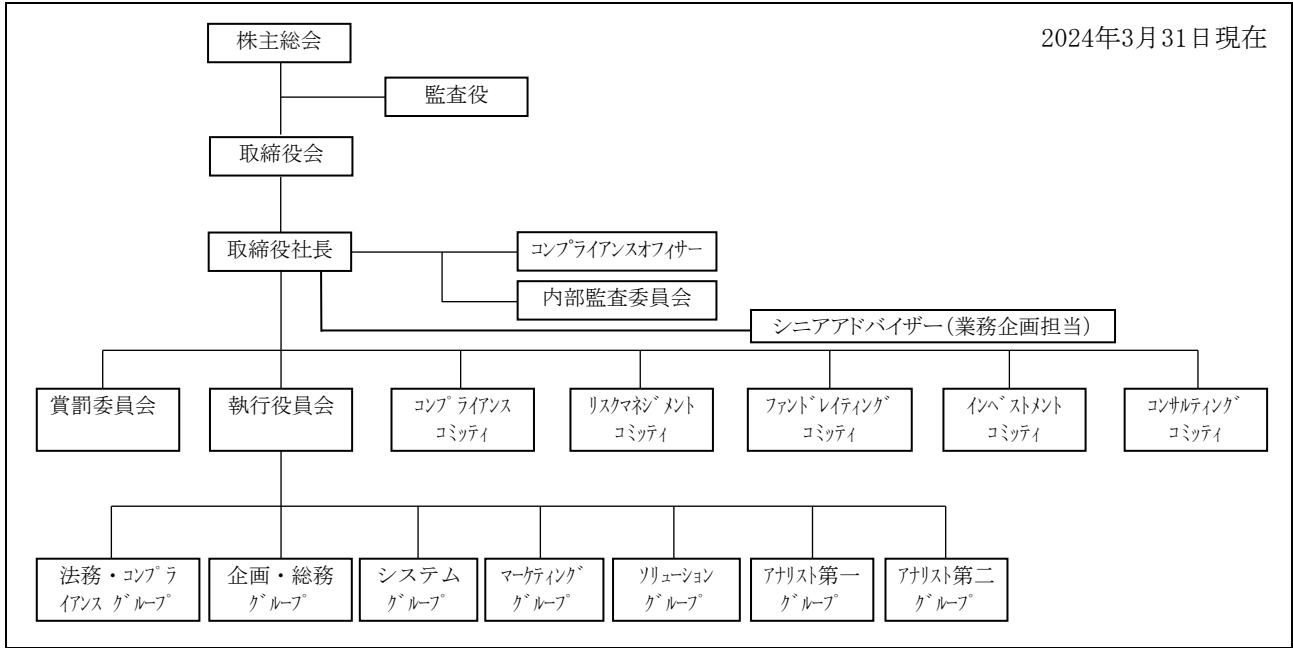 株主総会
2024年3月31日現在
監査役
取締役会
取締役社長
コンプライアンスオフィサー
内部監査委員会
シニアアドバイザー(業務企画担当)
賞罰委員会
執行役員会
コンプライアンス
コミッティ
リスクマネジメント
コミッティ
ファンドレイティング
コミッティ
インベストメント
コミッティ
コンサルティング
コミッティ
法務・コンプラ
イアンス グループ
企画・総務
グループ
システム
グループ
マーケティング
グループ
ソリューション
グループ
アナリスト第一
グループ
アナリスト第二
グループ